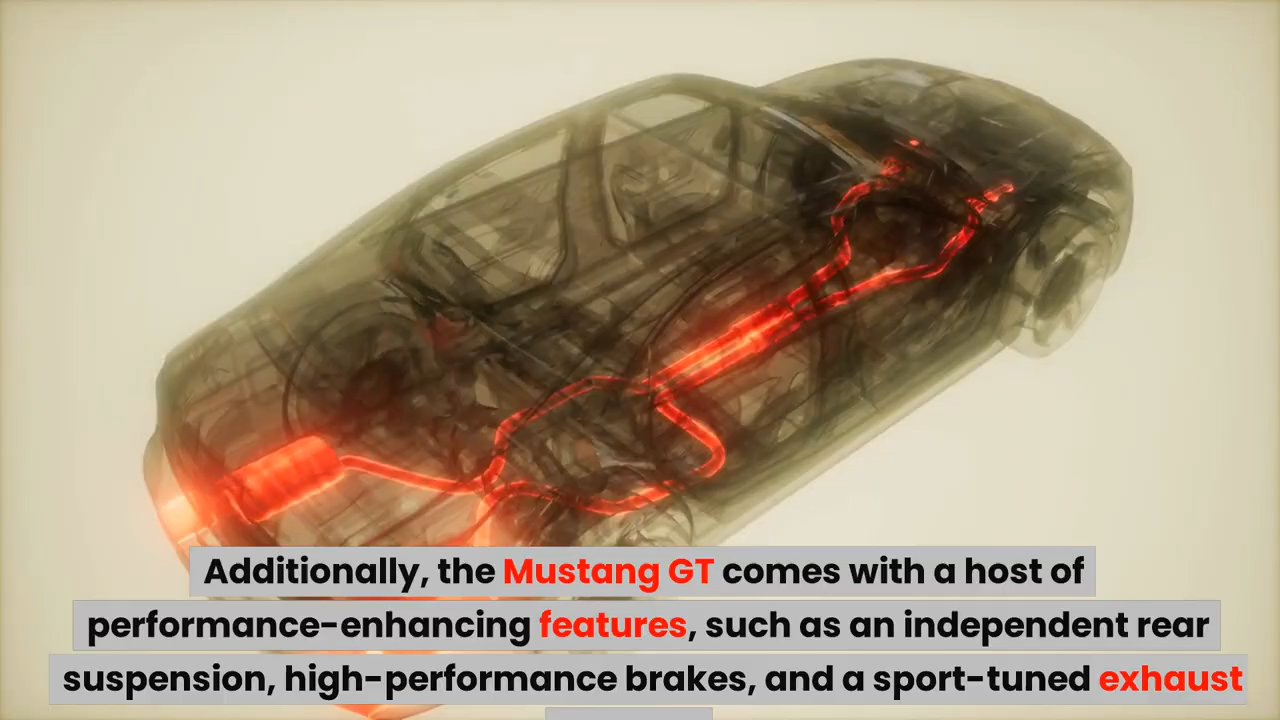 Additionally, the Mustang GT comes with a host of
performance-enhancing features, such as an independent rear
suspension, high-performance brakes, and a sport-tuned exhaust